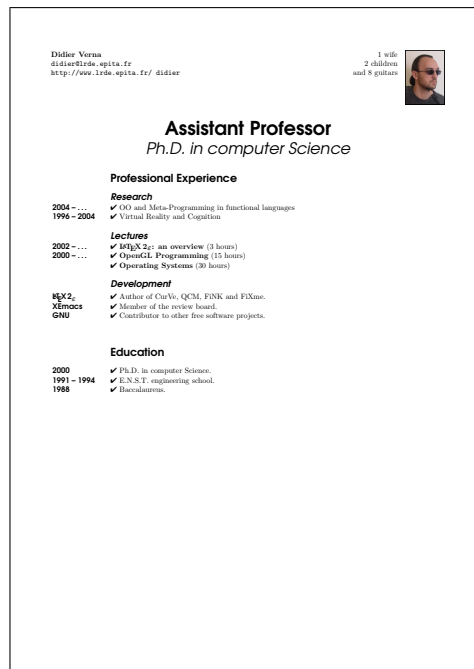 Didier Verna
didier@lrde.epita.fr
http://www.lrde.epita.fr/ didier
1 wife
2 children
and 8 guitars
Assistant Professor
Ph.D. in computer Science
Professional Experience
Research
2004 – ... ✔ OO and Meta-Programming in functional languages
1996 – 2004 ✔ Virtual Reality and Cognition
Lectures
2002 – ... ✔ LATEX 2ε: an overview (3 hours)
2000 – ... ✔ OpenGL Programming (15 hours)
✔ Operating Systems (30 hours)
Development
LATEX2ε ✔ Author of CurVe, QCM, FiNK and FiXme.
XEmacs ✔ Member of the review board.
GNU ✔ Contributor to other free software projects.
Education
2000 ✔ Ph.D. in computer Science.
1991 – 1994 ✔ E.N.S.T. engineering school.
1988 ✔ Baccalaureus.